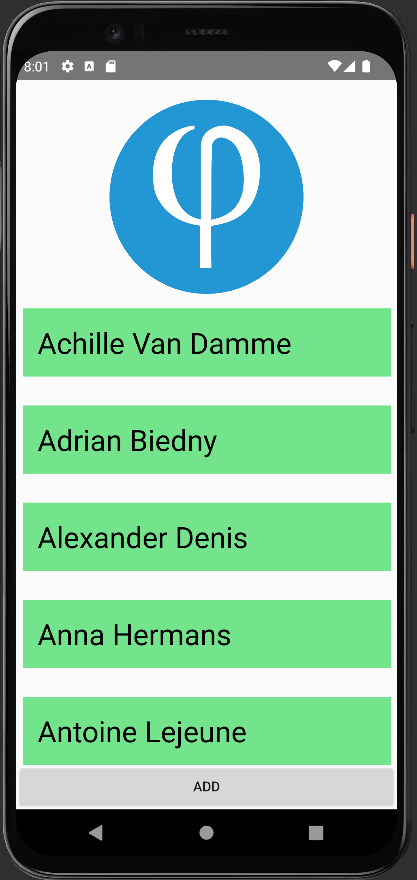 8:01
φ
Achille Van Damme
Adrian Biedny
Alexander Denis
Anna Hermans
Antoine Lejeune
ADD